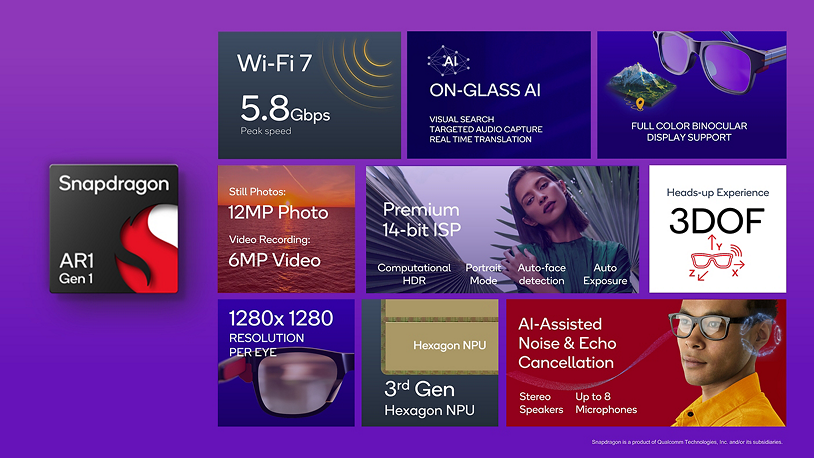 Snapdragon
AR1
Gen 1
Wi-Fi 7
5.8Gbps
Peak speed
AI
ON-GLASS AI
VISUAL SEARCH
TARGETED AUDIO CAPTURE
REAL TIME TRANSLATION
FULL COLOR BINOCULAR
DISPLAY SUPPORT
Still Photos:
12MP Photo
Video Recording:
6MP Video
Premium
14-bit ISP
Computational
HDR
Portrait
Mode
Auto-face
detection
Auto
Exposure
Heads-up Experience
3DOF
Y
Z
X
1280x 1280
RESOLUTION
PER EYE
Hexagon NPU
3rd Gen
Hexagon NPU
AI-Assisted
Noise & Echo
Cancellation
Stereo
Speakers
Up to 8
Microphones
Snapdragon is a product of Qualcomm Technologies, Inc. and/or its subsidiaries.